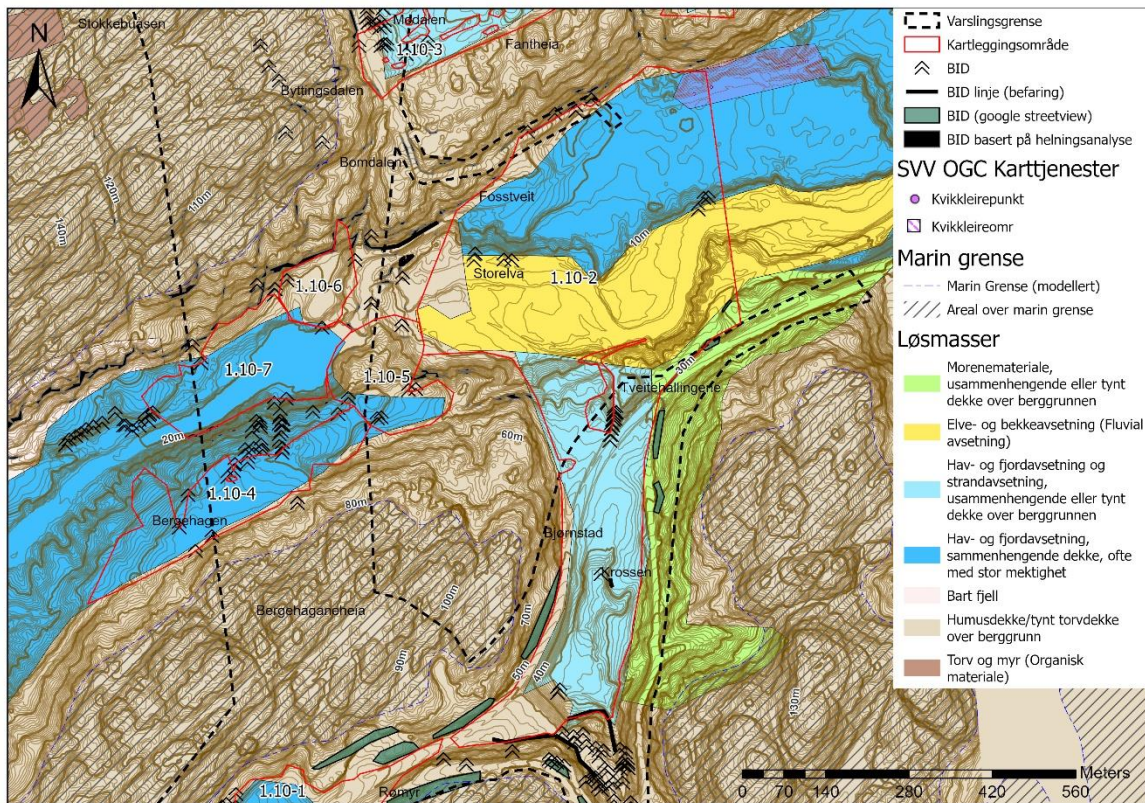 Stokkebuåsen
Mødalen
1.10-3
Fantheia
N
Byttingsdalen
120m
110m
140m
Bomdalen
Fosstveit
10m
Storelva
1.10-2
1.10-6
1.10-7
1.10-5
30m
Tveitehallingene
20m
60m
1.10-4
80m
Bergehagen
Bjørnstad
Krossen
Bergehaganeheia
100m
70m
90m
50m
40m
130m
Rømyr
1.10-1
Varslingsgrense
Kartleggingsområde
BID
BID linje (befaring)
BID (google streetview)
BID basert på helningsanalyse
SVV OGC Karttjenester
Kvikkleirepunkt
Kvikkleireomr
Marin grense
Marin Grense (modellert)
Areal over marin grense
Løsmasser
Morenemateriale,
usammenhengende eller tynt
dekke over berggrunnen
Elve- og bekkeavsetning (Fluvial
avsetning)
Hav- og fjordavsetning og
strandavsetning,
usammenhengende eller tynt
dekke over berggrunnen
Hav- og fjordavsetning,
sammenhengende dekke, ofte
med stor mektighet
Bart fjell
Humusdekke/tynt torvdekke
over berggrunn
Torv og myr (Organisk
materiale)
Meters
0 70 140 280 420 560